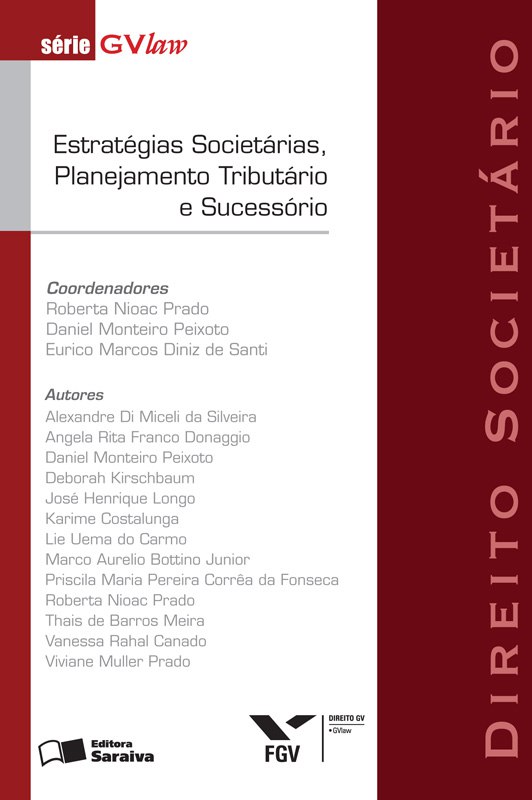 série GVlaw
Estratégias Societárias,
Planejamento Tributário
e Sucessório
Coordenadores
Roberta Nioac Prado
Daniel Monteiro Peixoto
Eurico Marcos Diniz de Santi
Autores
Alexandre Di Miceli da Silveira
Angela Rita Franco Donaggio
Daniel Monteiro Peixoto
Deborah Kirschbaum
José Henrique Longo
Karime Costalunga
Lie Uema do Carmo
Marco Aurelio Bottino Junior
Priscila Maria Pereira Corrêa da Fonseca
Roberta Nioac Prado
Thais de Barros Meira
Vanessa Rahal Canado
Viviane Muller Prado
Editora
Saraiva
FGV
DIREITO GV
•GVlaw
DIREITO SOCIETÁRIO